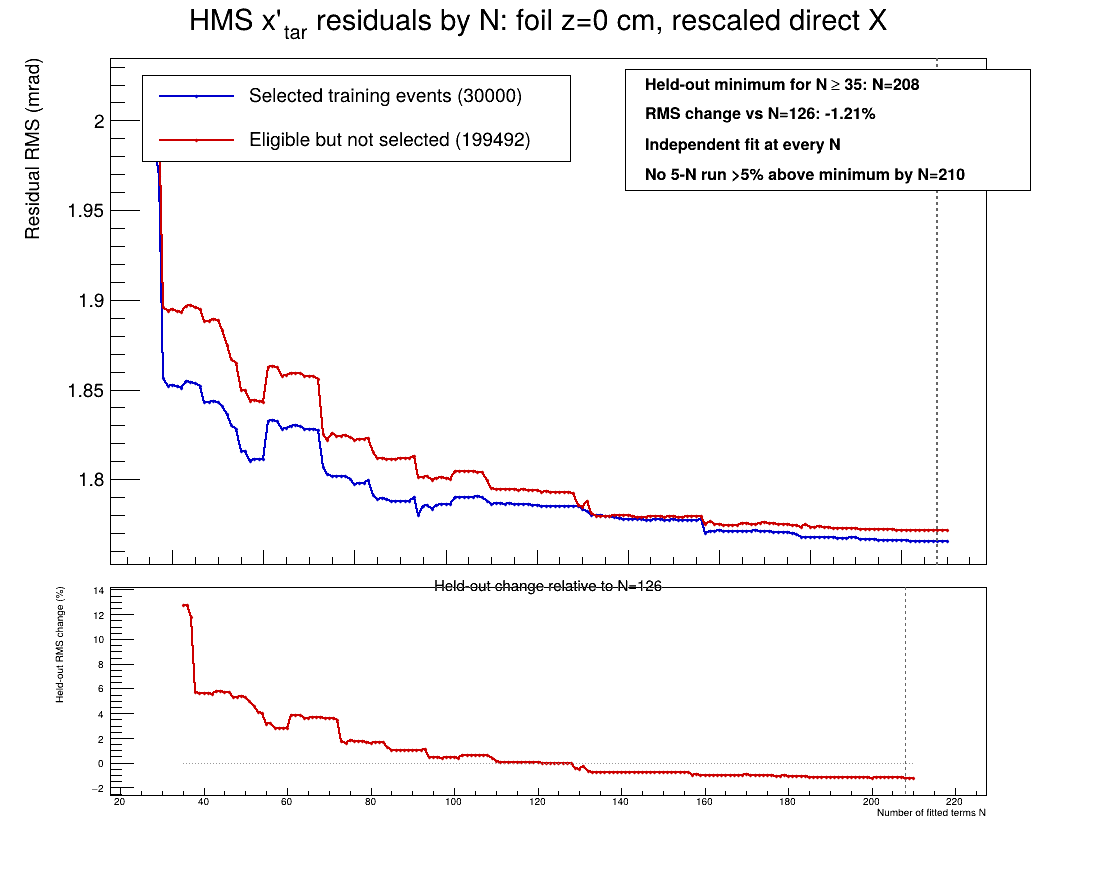 HMS x'tar residuals by N: foil z=0 cm, rescaled direct X
Residual RMS (mrad)
Selected training events (30000)
Eligible but not selected (199492)
Held-out minimum for N ≥ 35: N=208
RMS change vs N=126: -1.21%
Independent fit at every N
No 5-N run >5% above minimum by N=210
2
1.95
1.9
1.85
1.8
Held-out change relative to N=126
Held-out RMS change (%)
14
12
10
8
6
4
2
0
−2
20 40 60 80 100 120 140 160 180 200 220
Number of fitted terms N